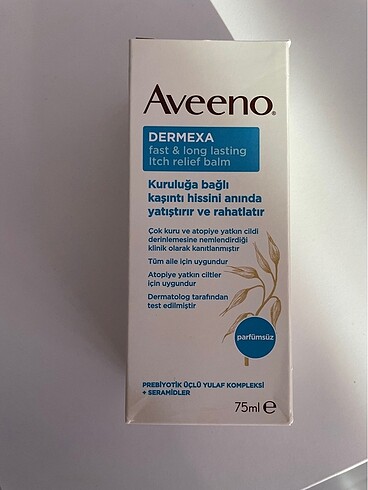 Aveeno®
DERMEXA
fast & long lasting
Itch relief balm
Kuruluğa bağlı
kaşıntı hissini anında
yatıştırır ve rahatlatır
Çok kuru ve atopiye yatkın cildi
derinlemesine nemlendirdiği
klinik olarak kanıtlanmıştır
Tüm aile için uygundur
Atopiye yatkın ciltler
için uygundur
Dermatolog tarafından
test edilmiştir
parfümsüz
PREBİYOTİK ÜÇLÜ YULAF KOMPLEKSİ
+ SERAMİDLER
75ml ℮